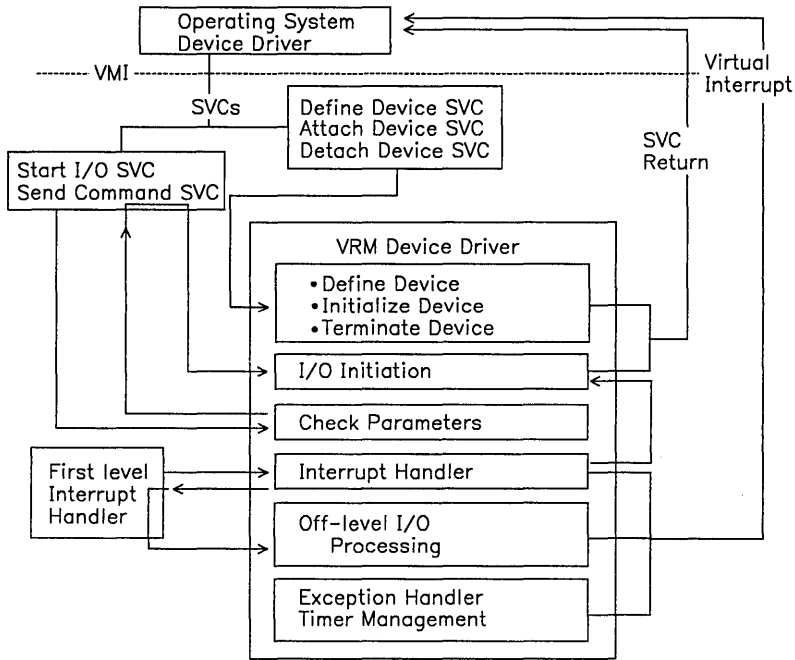 Operating System
Device Driver
VMI
Virtual
Interrupt
SVCs
Define Device SVC
Attach Device SVC
Detach Device SVC
SVC
Return
Start I/O SVC
Send Command SVC
VRM Device Driver
•Define Device
•Initialize Device
•Terminate Device
I/O Initiation
Check Parameters
First level
Interrupt
Handler
Interrupt Handler
Off-level I/O
Processing
Exception Handler
Timer Management